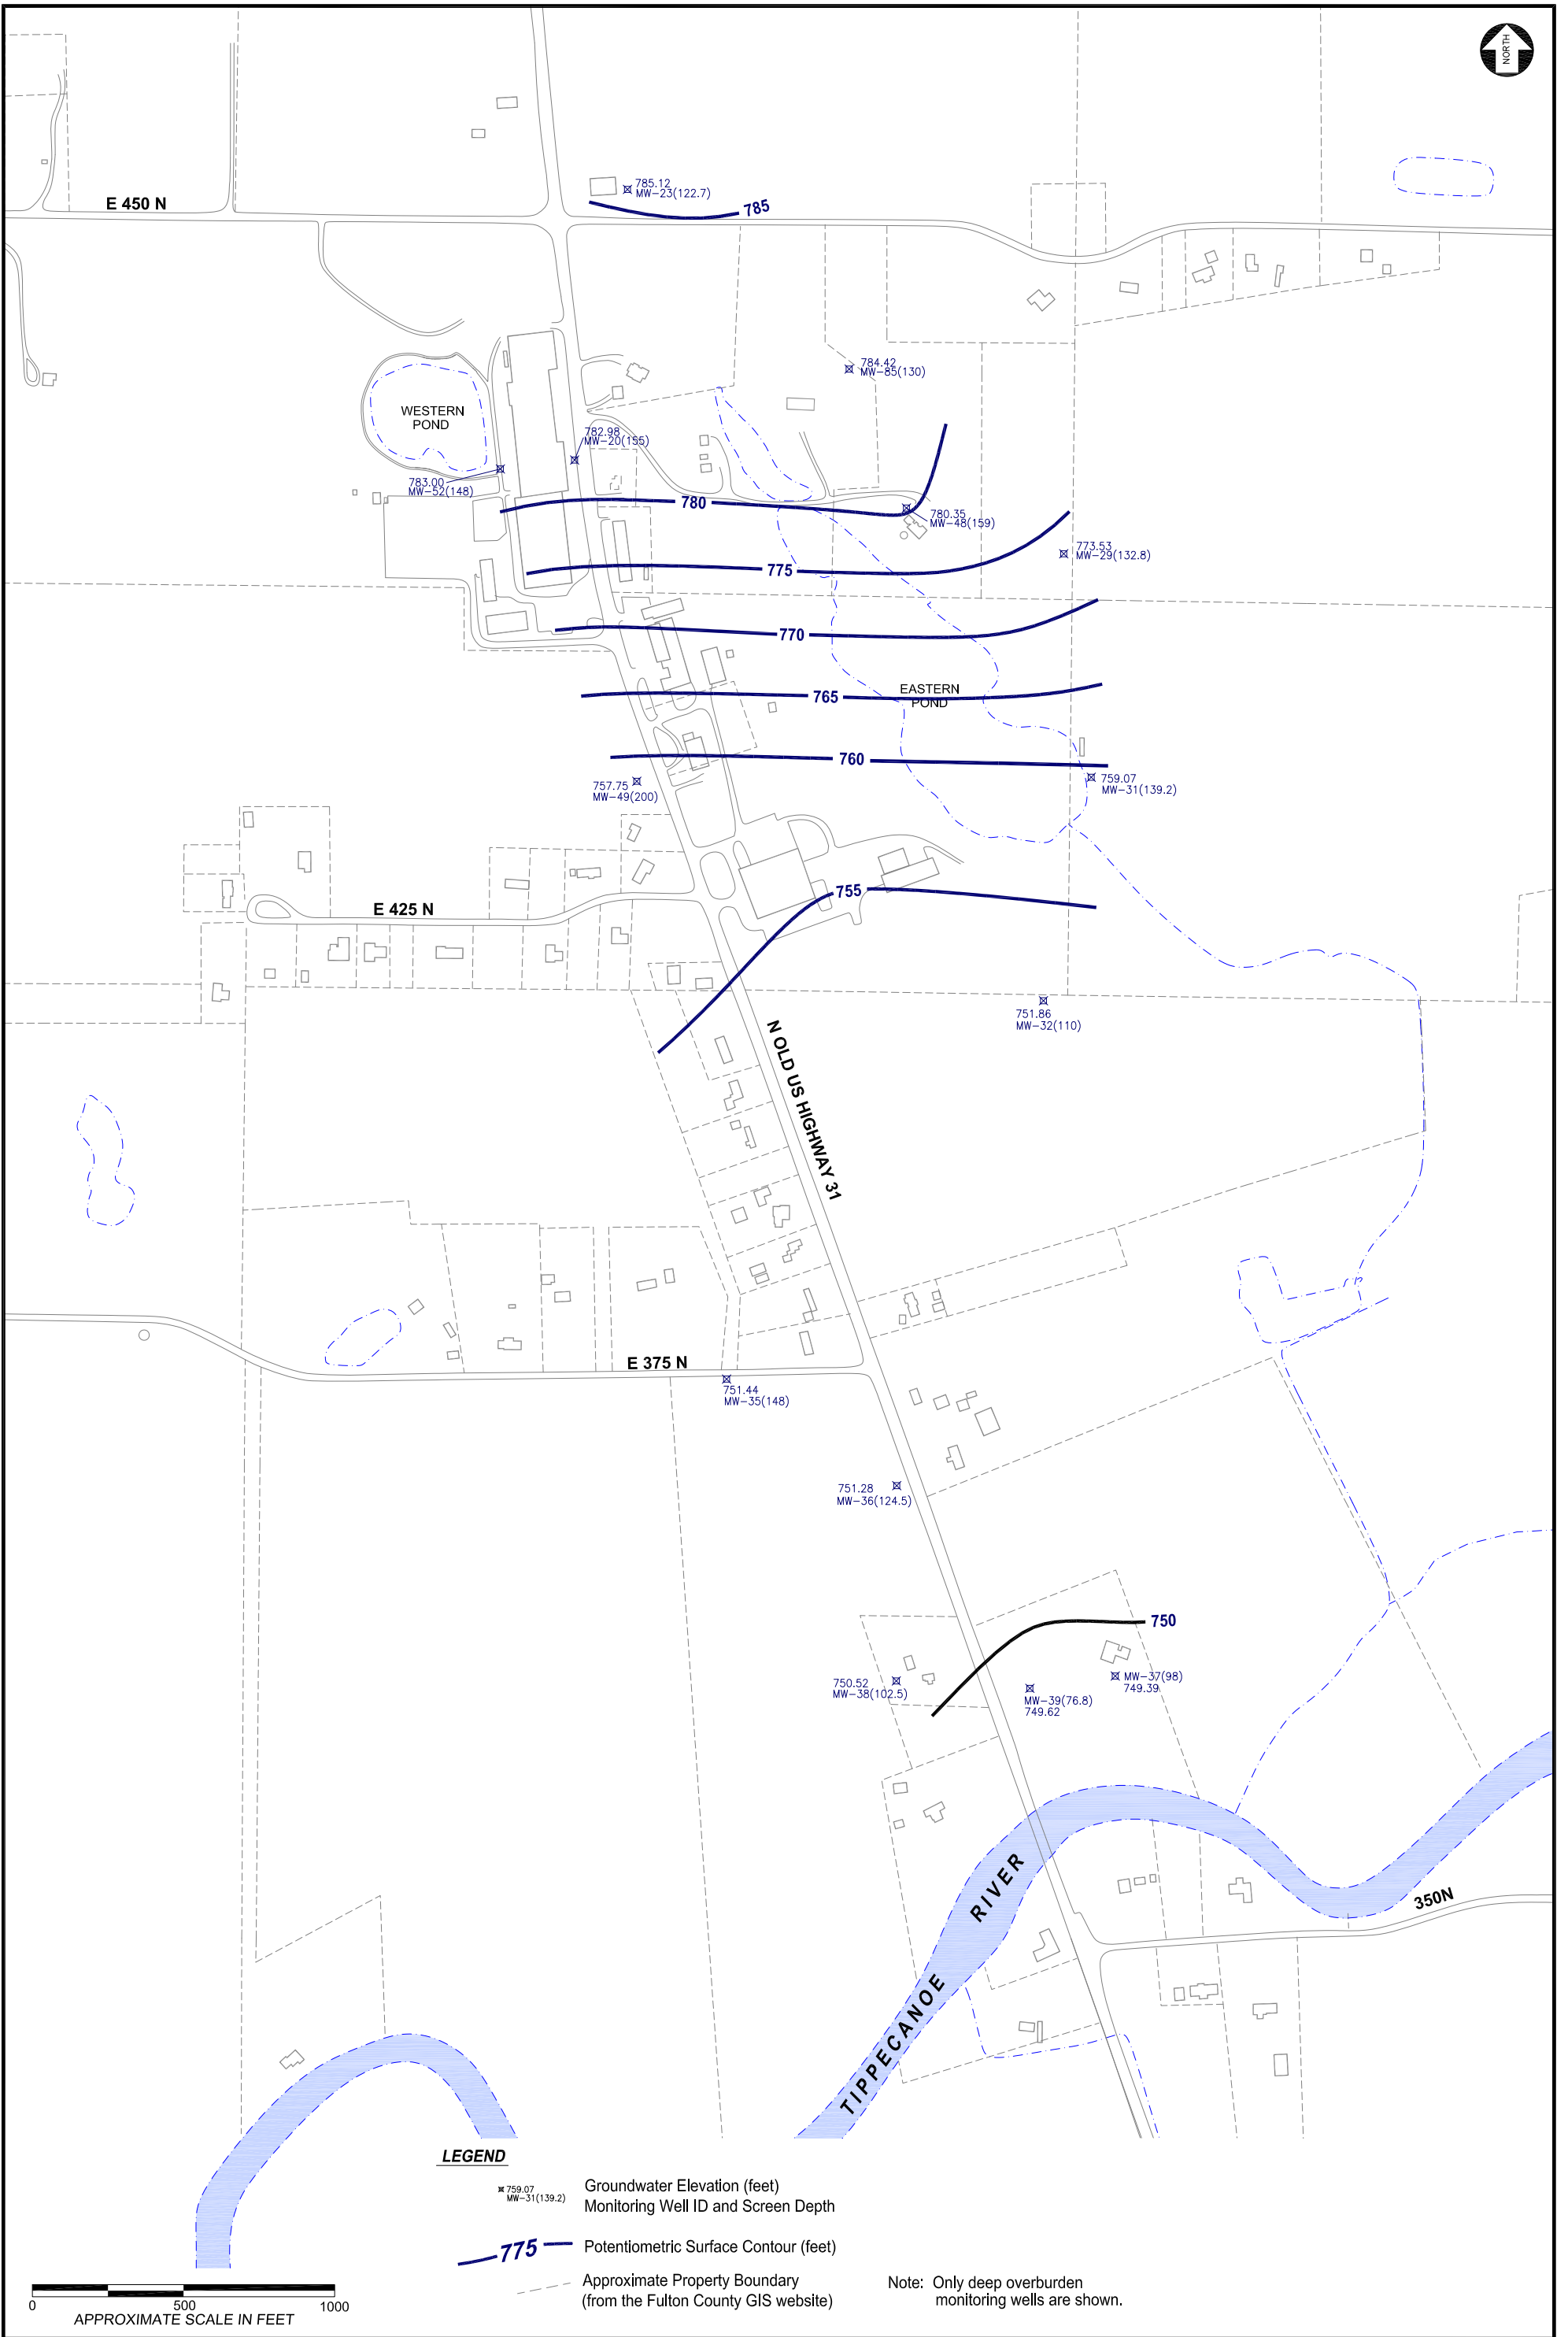 NORTH
785.12
MW-23(122.7)
E 450 N
785
784.42
MW-85(130)
WESTERN
POND
782.98
MW-20(155)
783.00
MW-52(148)
780
780.35
MW-48(159)
773.53
MW-29(132.8)
775
770
EASTERN
POND
765
760
757.75
MW-49(200)
759.07
MW-31(139.2)
755
E 425 N
751.86
MW-32(110)
N OLD US HIGHWAY 31
E 375 N
751.44
MW-35(148)
751.28
MW-36(124.5)
750
750.52
MW-38(102.5)
MW-37(98)
749.39
MW-39(76.8)
749.62
TIPPECANOE RIVER
350N
LEGEND
759.07
MW-31(139.2)
Groundwater Elevation (feet)
Monitoring Well ID and Screen Depth
775
Potentiometric Surface Contour (feet)
Approximate Property Boundary
(from the Fulton County GIS website)
Note: Only deep overburden
monitoring wells are shown.
0 500 1000
APPROXIMATE SCALE IN FEET